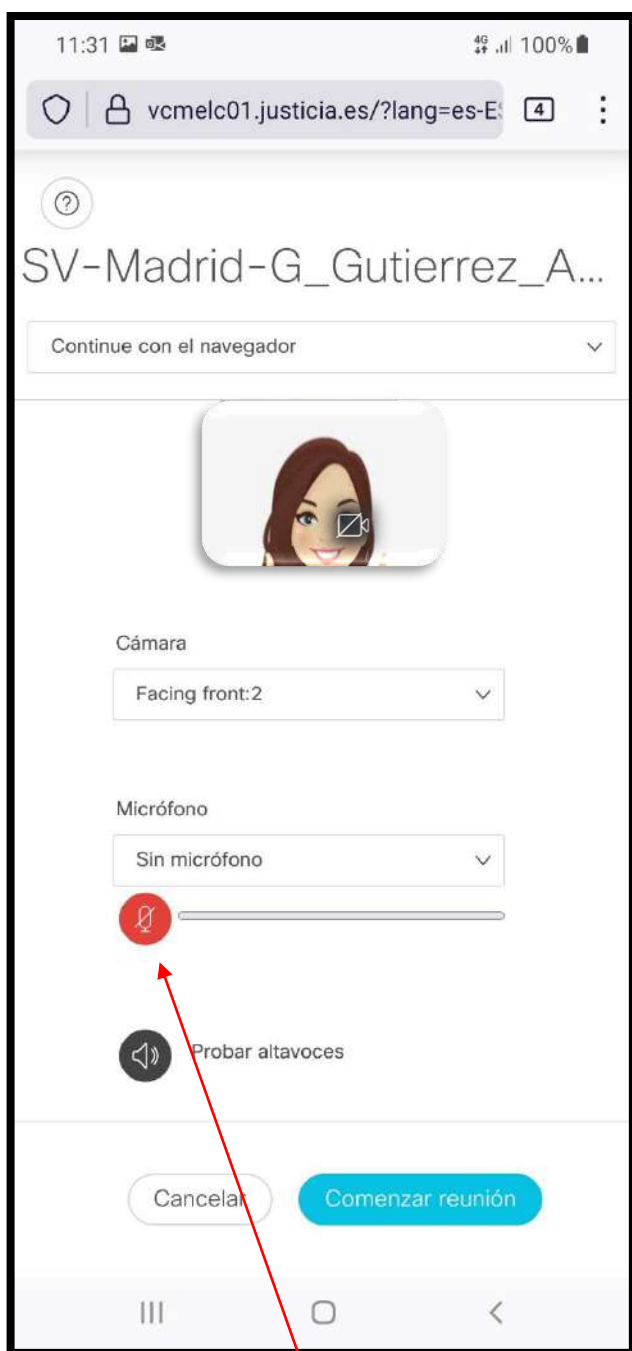 11:31 4G 100%
vcmelc01.justicia.es/?lang=es-E 4
?
SV-Madrid-G_Gutierrez_A...
Continue con el navegador
Cámara
Facing front:2
Micrófono
Sin micrófono
Probar altavoces
Cancelar Comenzar reunión